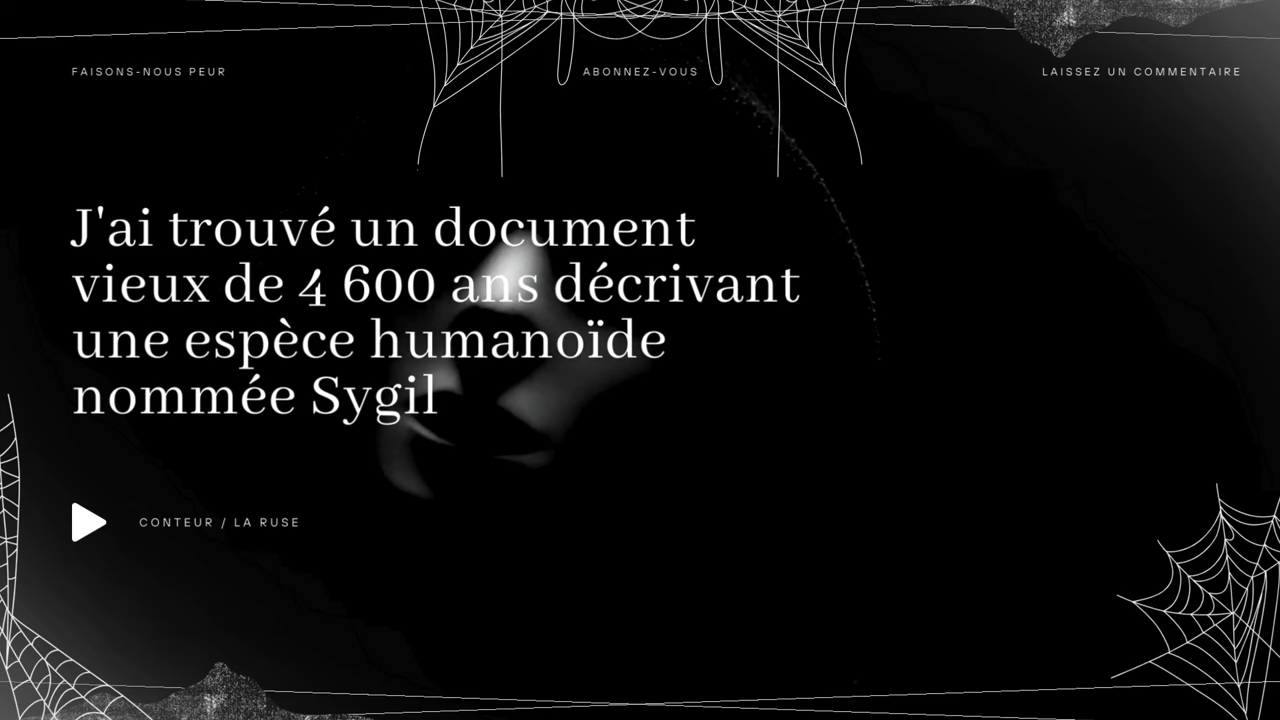 FAISONS-NOUS PEUR
ABONNEZ-VOUS
LAISSEZ UN COMMENTAIRE
J'ai trouvé un document
vieux de 4 600 ans décrivant
une espèce humanoïde
nommée Sygil
CONTEUR / LA RUSE